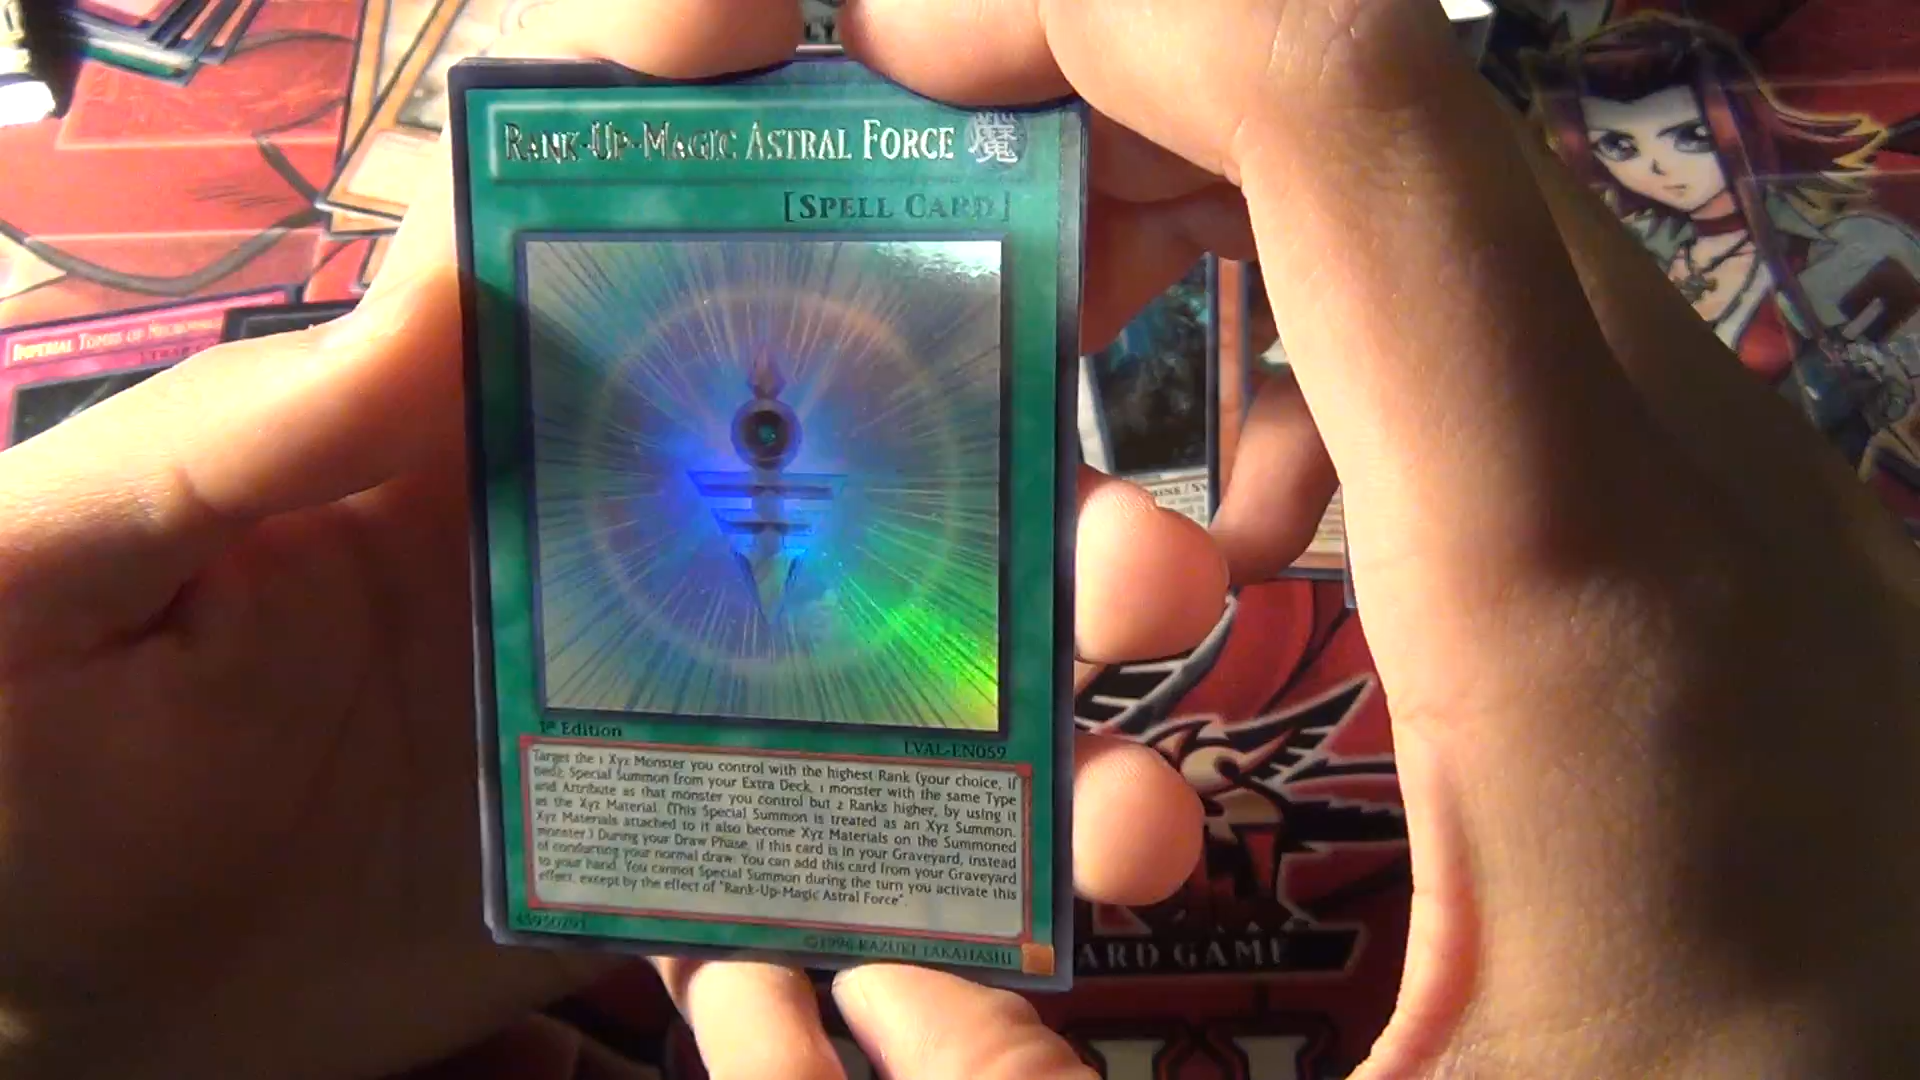 RANK-UP-MAGIC ASTRAL FORCE 魔
[SPELL CARD]
1st Edition
LVAL-EN059
Target the 1 Xyz Monster you control with the highest Rank (your choice, if
tied); Special Summon from your Extra Deck, 1 monster with the same Type
and Attribute as that monster you control but 2 Ranks higher, by using it
as the Xyz Material. (This Special Summon is treated as an Xyz Summon.
Xyz Materials attached to it also become Xyz Materials on the Summoned
monster.) During your Draw Phase, if this card is in your Graveyard, instead
of conducting your normal draw: You can add this card from your Graveyard
to your hand. You cannot Special Summon during the turn you activate this
effect, except by the effect of "Rank-Up-Magic Astral Force".
45950291
©1996 KAZUKI TAKAHASHI
IMPERIAL TOMBS OF
ARD GAME